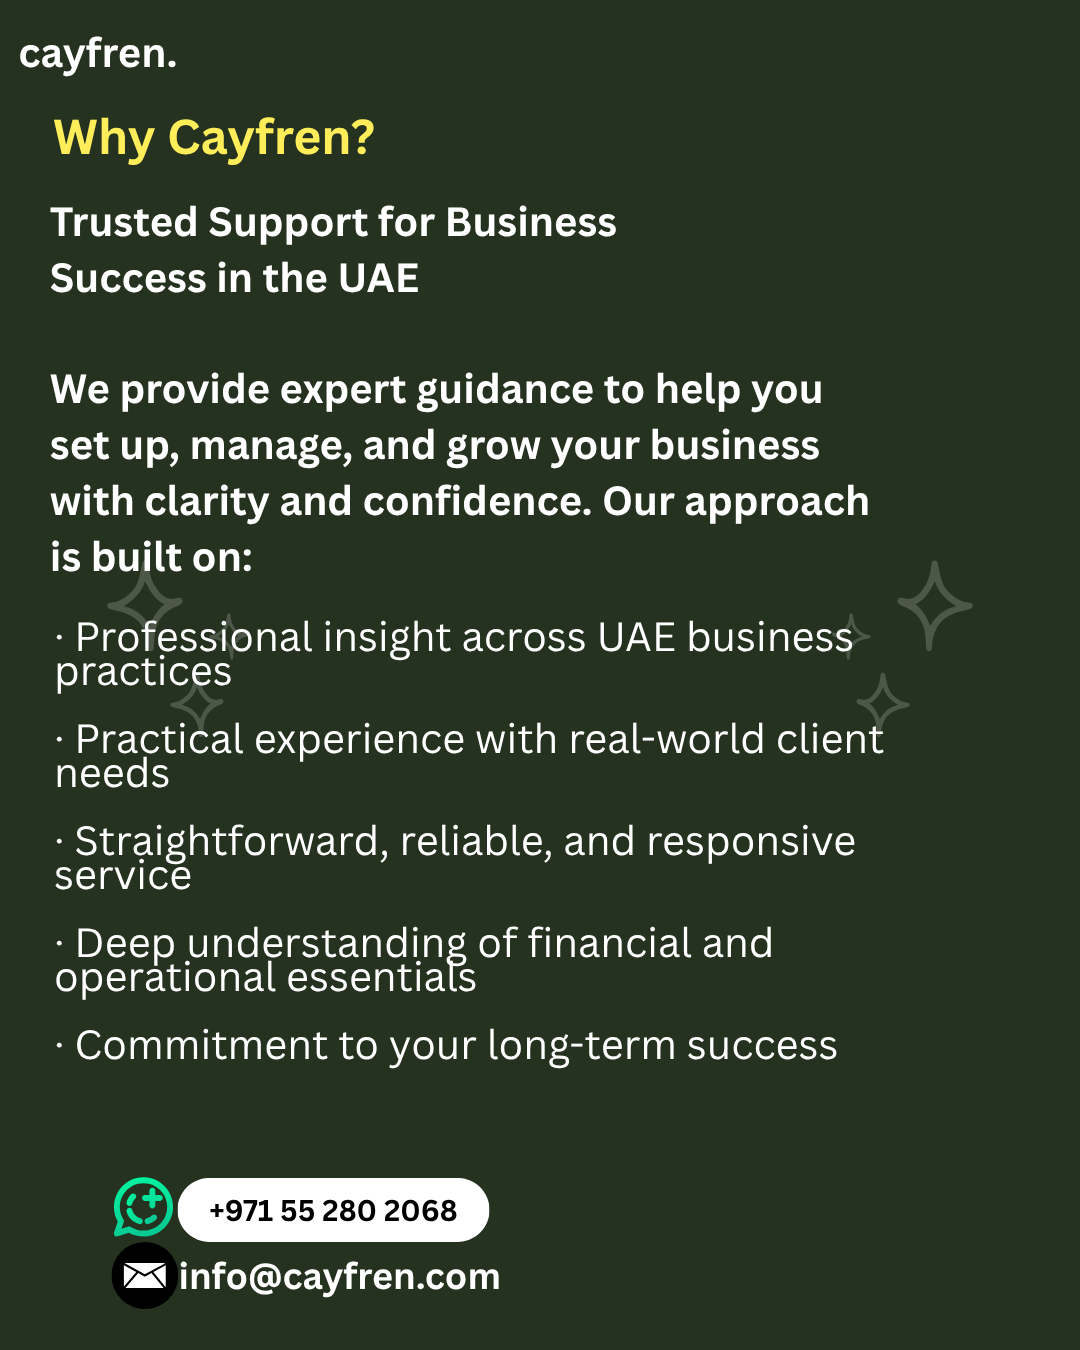 cayfren.
Why Cayfren?
Trusted Support for Business
Success in the UAE
We provide expert guidance to help you
set up, manage, and grow your business
with clarity and confidence. Our approach
is built on:
· Professional insight across UAE business
practices
· Practical experience with real-world client
needs
· Straightforward, reliable, and responsive
service
· Deep understanding of financial and
operational essentials
· Commitment to your long-term success
+971 55 280 2068
info@cayfren.com